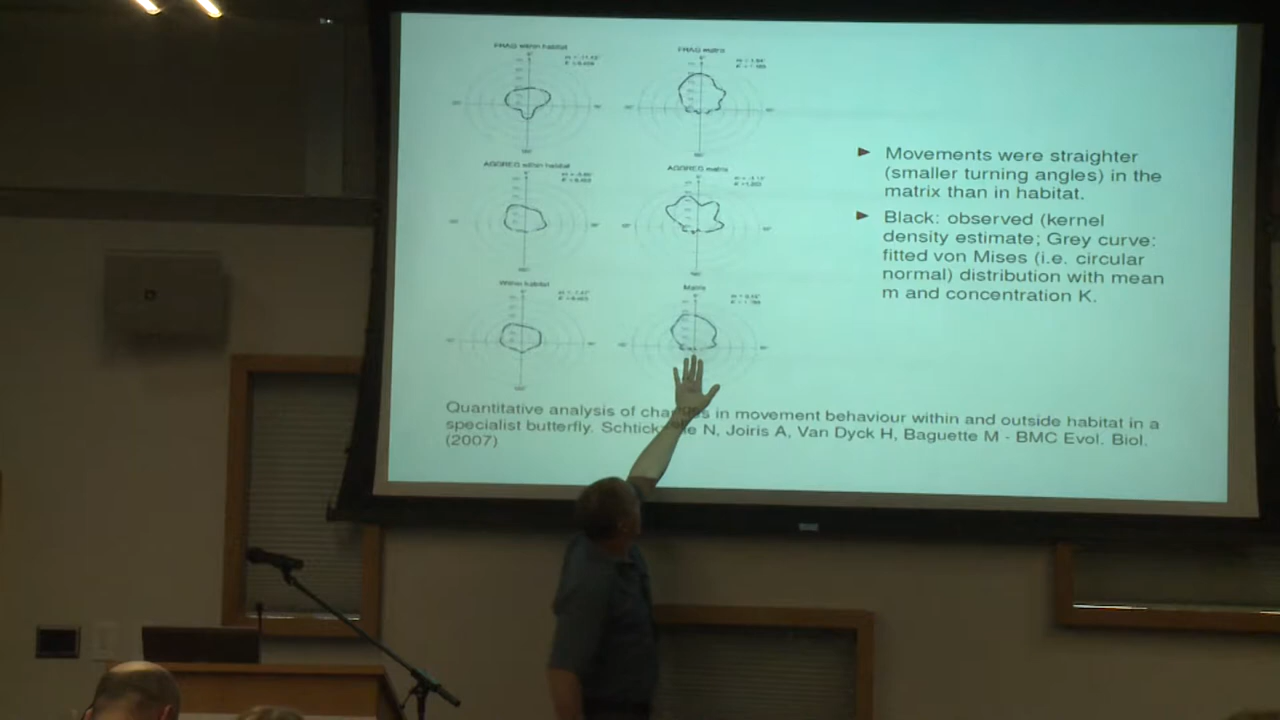 FRAG within habitat
FRAG matrix
AGGREG within habitat
AGGREG matrix
Within habitat
Matrix
Movements were straighter
(smaller turning angles) in the
matrix than in habitat.
Black: observed (kernel
density estimate; Grey curve:
fitted von Mises (i.e. circular
normal) distribution with mean
m and concentration K.
Quantitative analysis of in movement behaviour within and outside habitat in a
specialist butterfly. N, Joiris A, Van Dyck H, Baguette M - BMC Evol. Biol.
(2007)